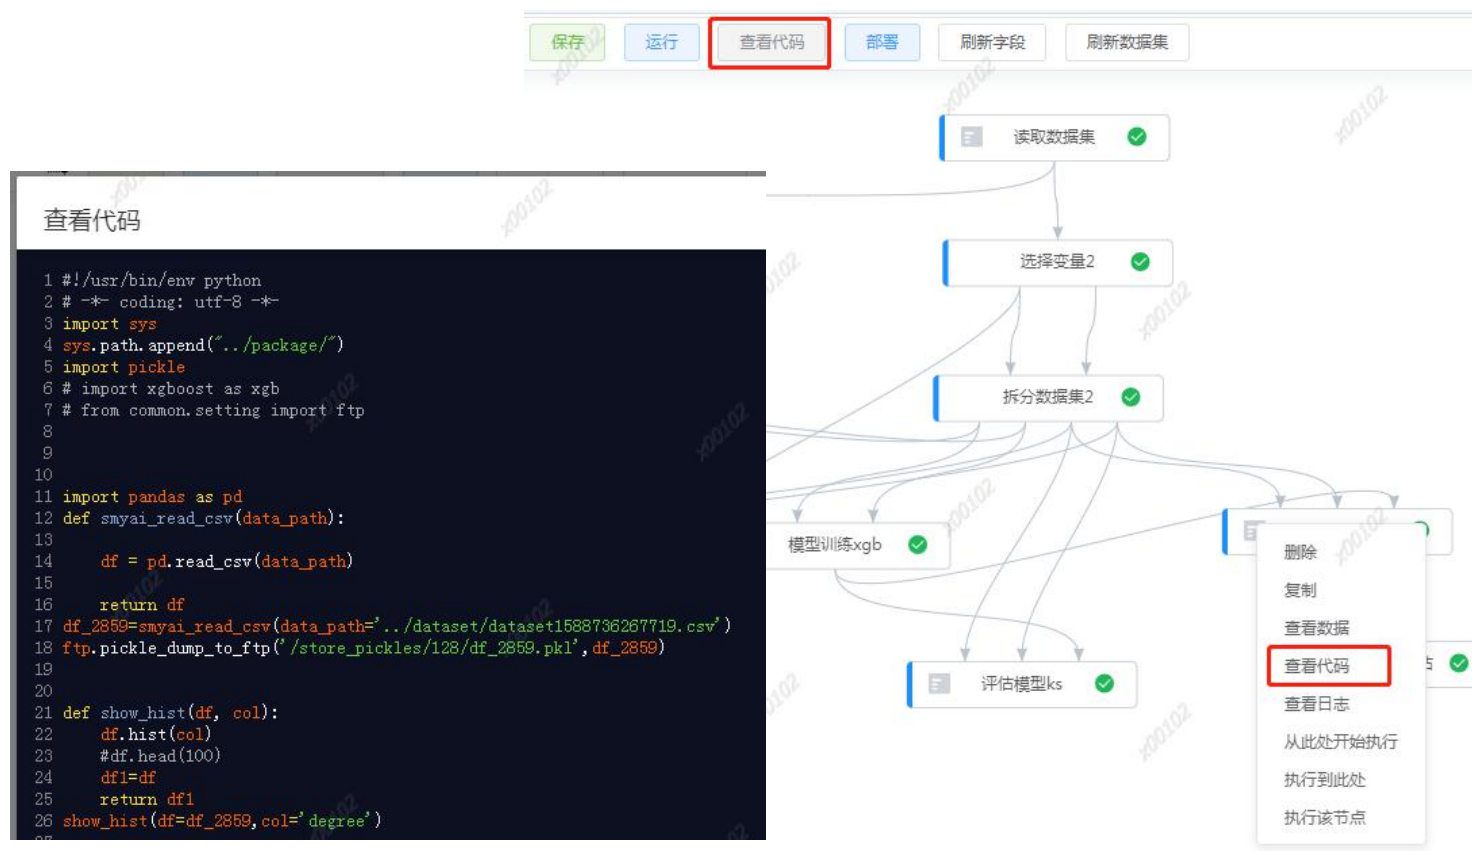 保存 运行 查看代码 部署 刷新字段 刷新数据集
读取数据集
选择变量2
拆分数据集2
模型训练xgb
评估模型ks
估
删除
复制
查看数据
查看代码
查看日志
从此处开始执行
执行到此处
执行该节点
查看代码
1 #!/usr/bin/env python
2 # -*- coding: utf-8 -*-
3 import sys
4 sys.path.append("../package/")
5 import pickle
6 # import xgboost as xgb
7 # from common.setting import ftp
8
9
10
11 import pandas as pd
12 def smyai_read_csv(data_path):
13
14     df = pd.read_csv(data_path)
15
16     return df
17 df_2859=smyai_read_csv(data_path='../dataset/dataset1588736267719.csv')
18 ftp.pickle_dump_to_ftp('/store_pickles/128/df_2859.pkl',df_2859)
19
20
21 def show_hist(df, col):
22     df.hist(col)
23     #df.head(100)
24     df1=df
25     return df1
26 show_hist(df=df_2859,col='degree')
x00102